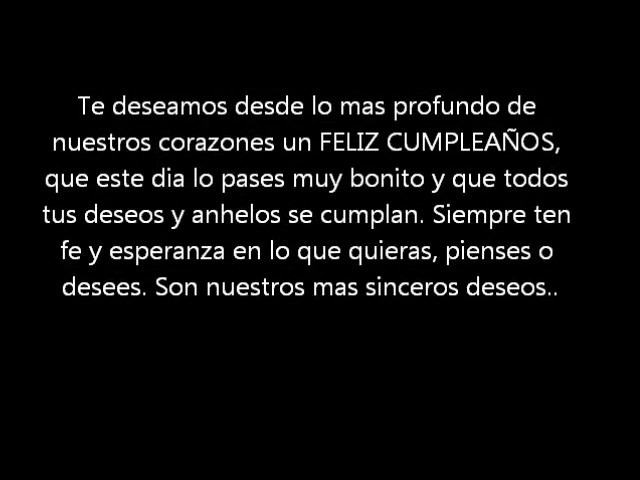 Te deseamos desde lo mas profundo de
nuestros corazones un FELIZ CUMPLEAÑOS,
que este dia lo pases muy bonito y que todos
tus deseos y anhelos se cumplan. Siempre ten
fe y esperanza en lo que quieras, pienses o
desees. Son nuestros mas sinceros deseos..